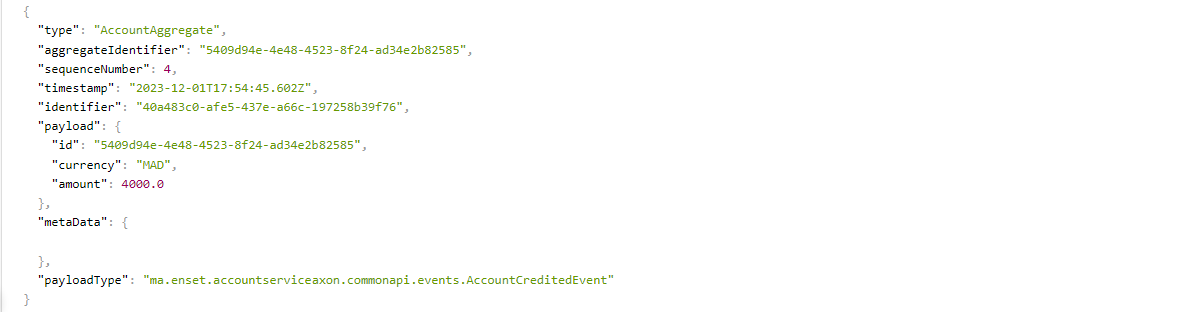 {
"type": "AccountAggregate",
"aggregateIdentifier": "5409d94e-4e48-4523-8f24-ad34e2b82585",
"sequenceNumber": 4,
"timestamp": "2023-12-01T17:54:45.602Z",
"identifier": "40a483c0-afe5-437e-a66c-197258b39f76",
"payload": {
"id": "5409d94e-4e48-4523-8f24-ad34e2b82585",
"currency": "MAD",
"amount": 4000.0
},
"metaData": {
},
"payloadType": "ma.enset.accountserviceaxon.commonapi.events.AccountCreditedEvent"
}